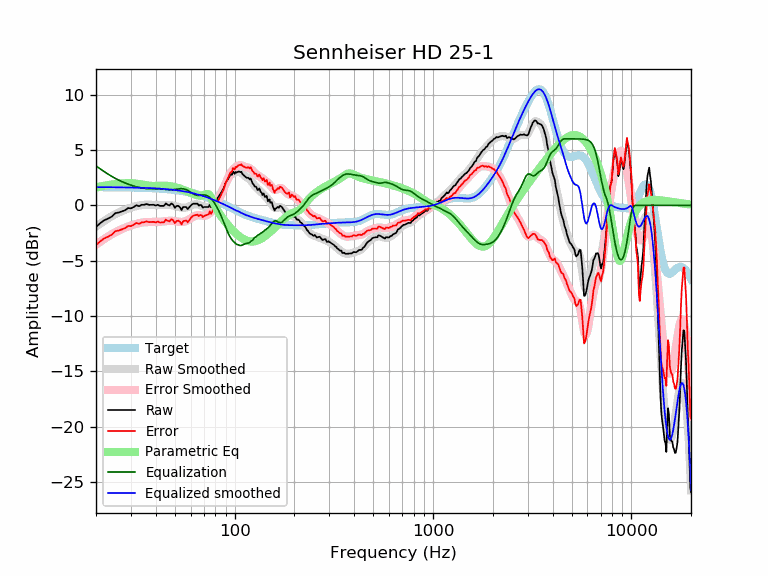 Sennheiser HD 25-1
Amplitude (dBr)
10
5
0
−5
−10
−15
−20
−25
Target
Raw Smoothed
Error Smoothed
Raw
Error
Parametric Eq
Equalization
Equalized smoothed
100
1000
10000
Frequency (Hz)